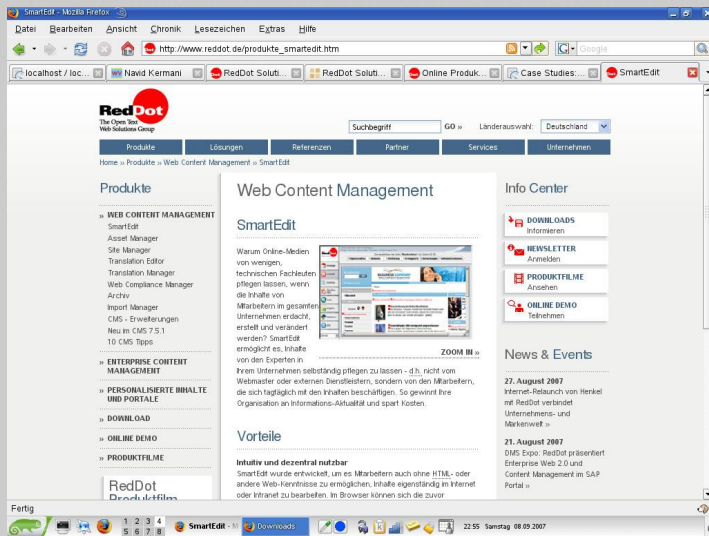 SmartEdit - Mozilla Firefox
Datei Bearbeiten Ansicht Chronik Lesezeichen Extras Hilfe
http://www.reddot.de/produkte_smartedit.htm
Google
localhost / loc...
Navid Kermani
RedDot Soluti...
RedDot Soluti...
Online Produk...
Case Studies:...
SmartEdit
RedDot
The Open Text
Web Solutions Group
Suchbegriff GO » Länderauswahl: Deutschland
Produkte Lösungen Referenzen Partner Services Unternehmen
Home » Produkte » Web Content Management » SmartEdit
Produkte
» WEB CONTENT MANAGEMENT
SmartEdit
Asset Manager
Site Manager
Translation Editor
Translation Manager
Web Compliance Manager
Archiv
Import Manager
CMS - Erweiterungen
Neu im CMS 7.5.1
10 CMS Tipps
» ENTERPRISE CONTENT
MANAGEMENT
» PERSONALISIERTE INHALTE
UND PORTALE
» DOWNLOAD
» ONLINE DEMO
» PRODUKTFILME
RedDot
Produktfilm
Web Content Management
SmartEdit
Warum Online-Medien
von wenigen,
technischen Fachleuten
pflegen lassen, wenn
die Inhalte von
Mitarbeitern im gesamten
Unternehmen erdacht,
erstellt und verändert
werden? SmartEdit
ermöglicht es, Inhalte
von den Experten in
Ihrem Unternehmen selbständig pflegen zu lassen - d.h. nicht vom
Webmaster oder externen Dienstleistern, sondern von den Mitarbeitern,
die sich tagtäglich mit den Inhalten beschäftigen. So gewinnt Ihre
Organisation an Informations-Aktualität und spart Kosten.
ZOOM IN »
Vorteile
Intuitiv und dezentral nutzbar
SmartEdit wurde entwickelt, um es Mitarbeitern auch ohne HTML- oder
andere Web-Kenntnisse zu ermöglichen, Inhalte eigenständig im Internet
oder Intranet zu bearbeiten. Im Browser können sich die zuvor
Info Center
DOWNLOADS
Informieren
NEWSLETTER
Anmelden
PRODUKTFILME
Ansehen
ONLINE DEMO
Teilnehmen
News & Events
27. August 2007
Internet-Relaunch von Henkel
mit RedDot verbindet
Unternehmens- und
Markenwelt »
21. August 2007
DMS Expo: RedDot präsentiert
Enterprise Web 2.0 und
Content Management im SAP
Portal »
Fertig
1 2 3 4
5 6 7 8
SmartEdit - M
Downloads
22:55 Samstag 08.09.2007